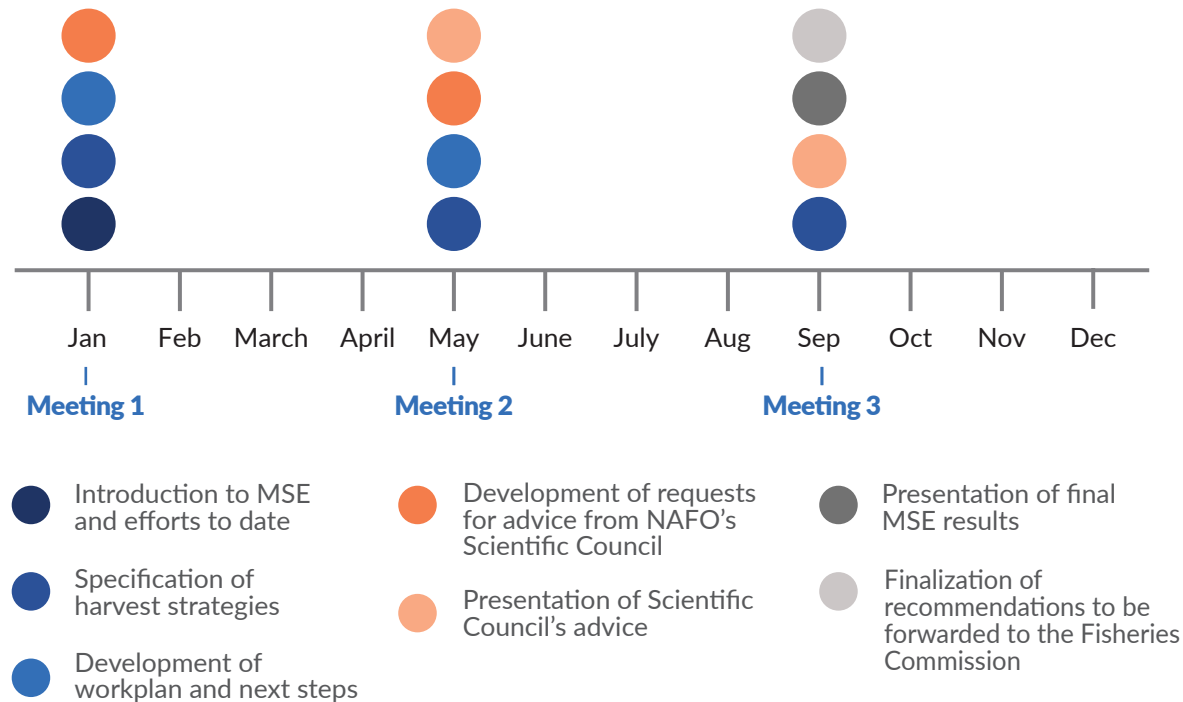 Jan Feb March April May June July Aug Sep Oct Nov Dec
Meeting 1 Meeting 2 Meeting 3
Introduction to MSE
and efforts to date
Specification of
harvest strategies
Development of
workplan and next steps
Development of requests
for advice from NAFO's
Scientific Council
Presentation of Scientific
Council's advice
Presentation of final
MSE results
Finalization of
recommendations to be
forwarded to the Fisheries
Commission